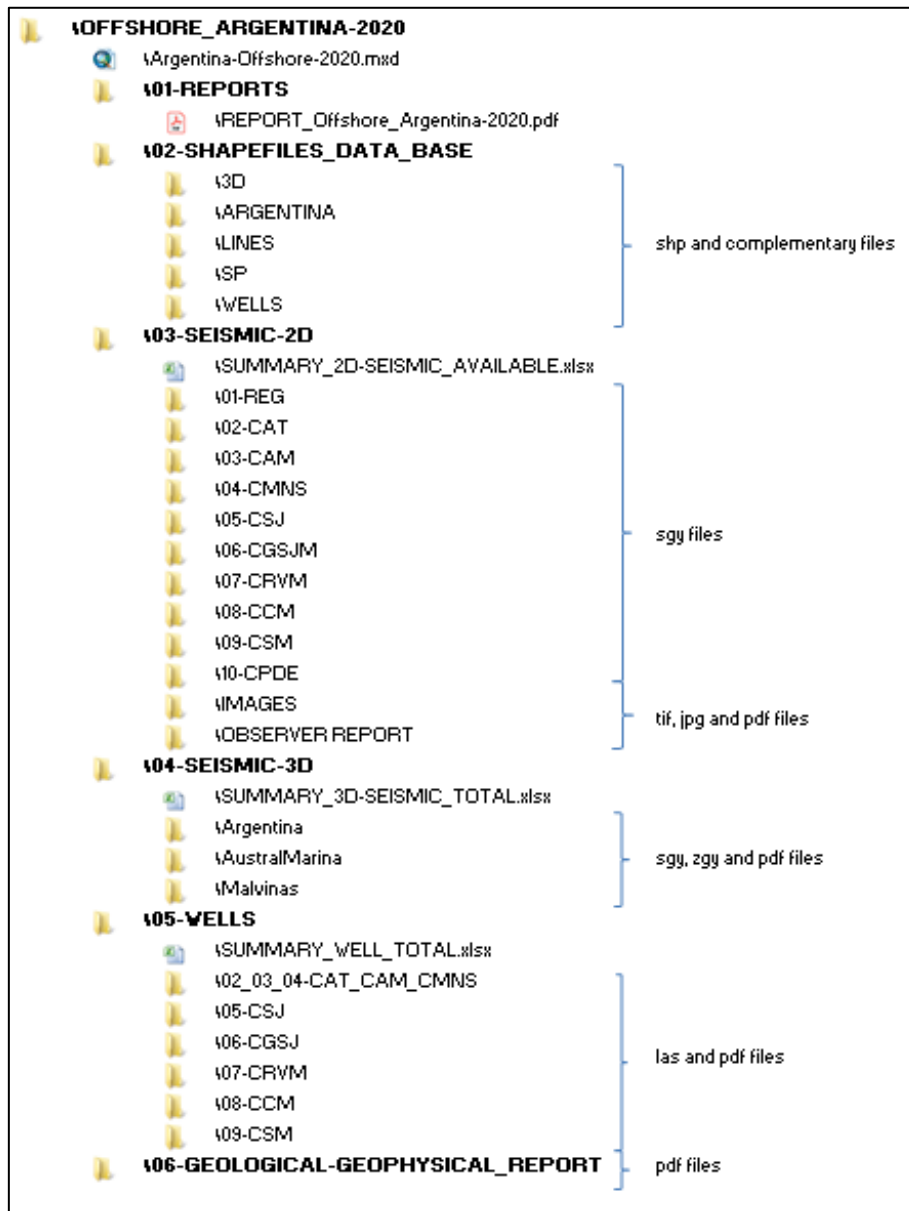 \OFFSHORE_ARGENTINA-2020
\Argentina-Offshore-2020.mxd
\01-REPORTS
\REPORT_Offshore_Argentina-2020.pdf
\02-SHAPEFILES_DATA_BASE
\3D
\ARGENTINA
\LINES
shp and complementary files
\SP
\WELLS
\03-SEISMIC-2D
\SUMMARY_2D-SEISMIC_AVAILABLE.xlsx
\01-REG
\02-CAT
\03-CAM
\04-CMNS
\05-CSJ
sgy files
\06-CGSJM
\07-CRVM
\08-CCM
\09-CSM
\10-CPDE
\IMAGES
tif, jpg and pdf files
\OBSERVER REPORT
\04-SEISMIC-3D
\SUMMARY_3D-SEISMIC_TOTAL.xlsx
\Argentina
\AustralMarina
sgy, zgy and pdf files
\Malvinas
\05-WELLS
\SUMMARY_WELL_TOTAL.xlsx
\02_03_04-CAT_CAM_CMNS
\05-CSJ
\06-CGSJ
las and pdf files
\07-CRVM
\08-CCM
\09-CSM
\06-GEOLOGICAL-GEOPHYSICAL_REPORT
pdf files